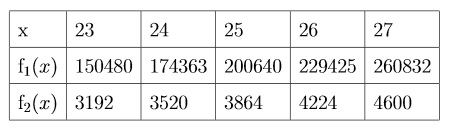 x 23 24 25 26 27
f₁(x) 150480 174363 200640 229425 260832
f₂(x) 3192 3520 3864 4224 4600